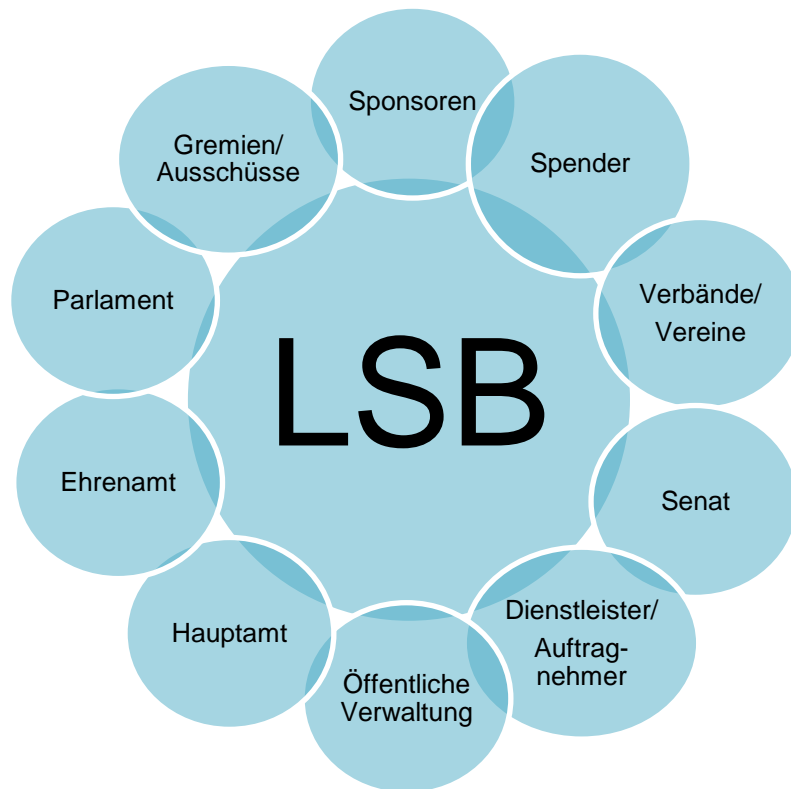 Sponsoren
Spender
Verbände/
Vereine
Senat
Dienstleister/
Auftrag-
nehmer
Öffentliche
Verwaltung
Hauptamt
Ehrenamt
Parlament
Gremien/
Ausschüsse
LSB